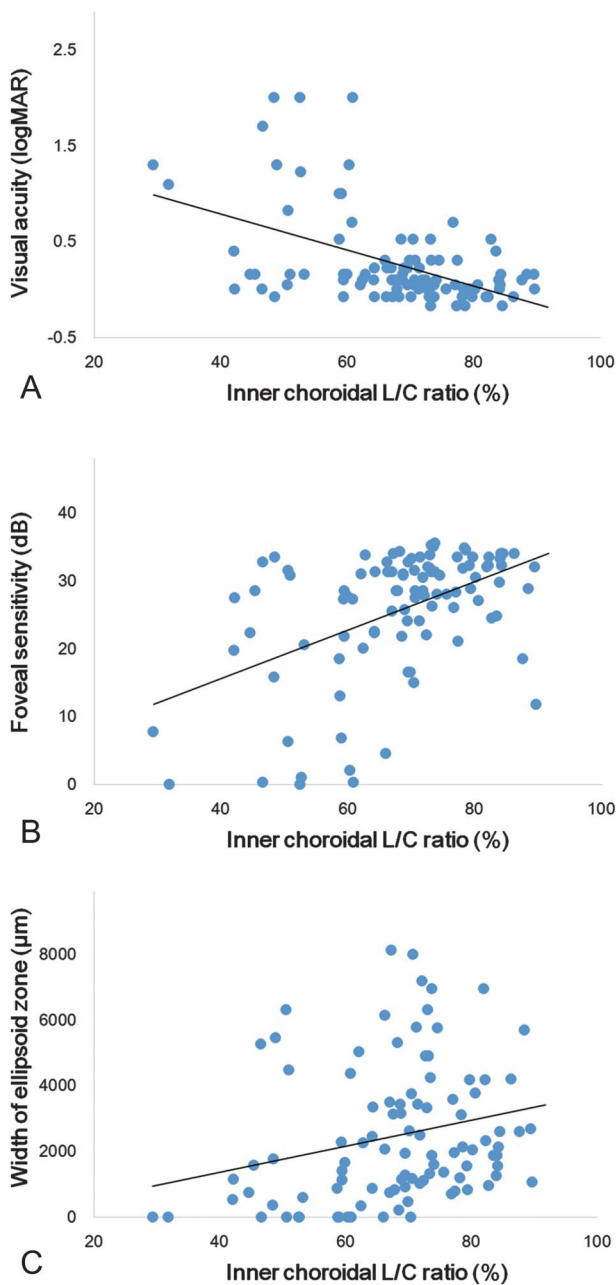 2.5
1.5
0.5
-0.5
Visual acuity (logMAR)
20 40 60 80 100
Inner choroidal L/C ratio (%)
A
40
30
20
10
0
Foveal sensitivity (dB)
20 40 60 80 100
Inner choroidal L/C ratio (%)
B
8000
6000
4000
2000
0
Width of ellipsoid zone (µm)
20 40 60 80 100
Inner choroidal L/C ratio (%)
C